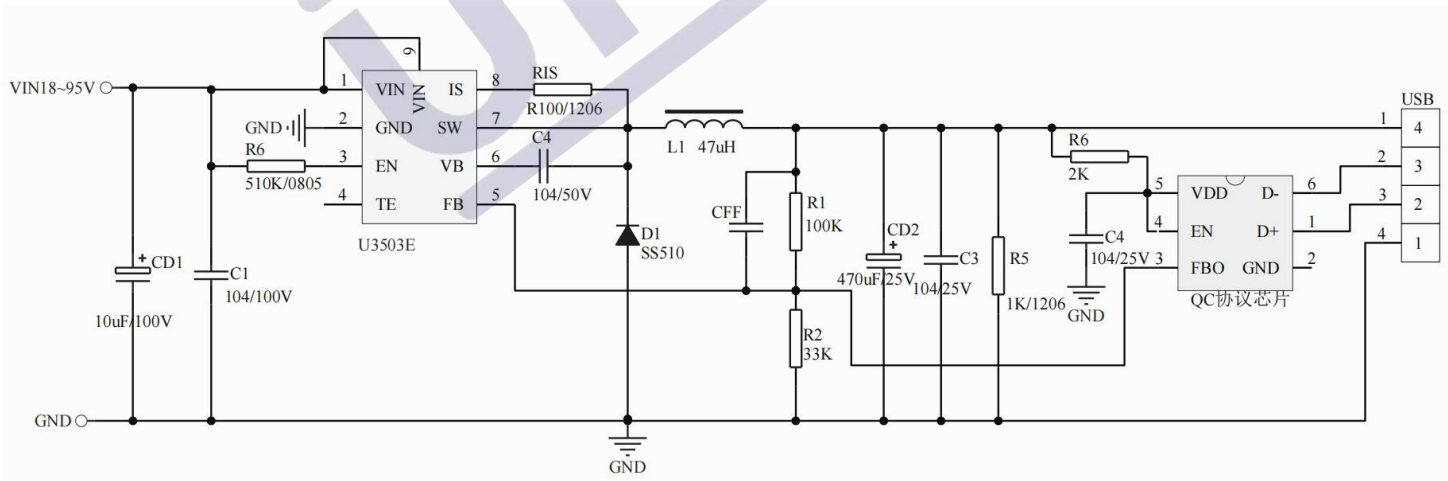 VIN18~95V
GND
CD1
10uF/100V
C1
104/100V
GND
R6
510K/0805
1
2
3
4
9
VIN
GND
EN
TE
VIN
IS
SW
VB
FB
8
7
6
5
U3503E
RIS
R100/1206
C4
104/50V
D1
SS510
GND
L1 47uH
CFF
R1
100K
R2
33K
CD2
470uF/25V
C3
104/25V
R5
1K/1206
R6
2K
C4
104/25V
GND
5
4
3
VDD
EN
FBO
D-
D+
GND
6
1
2
QC协议芯片
USB
1
2
3
4
4
3
2
1